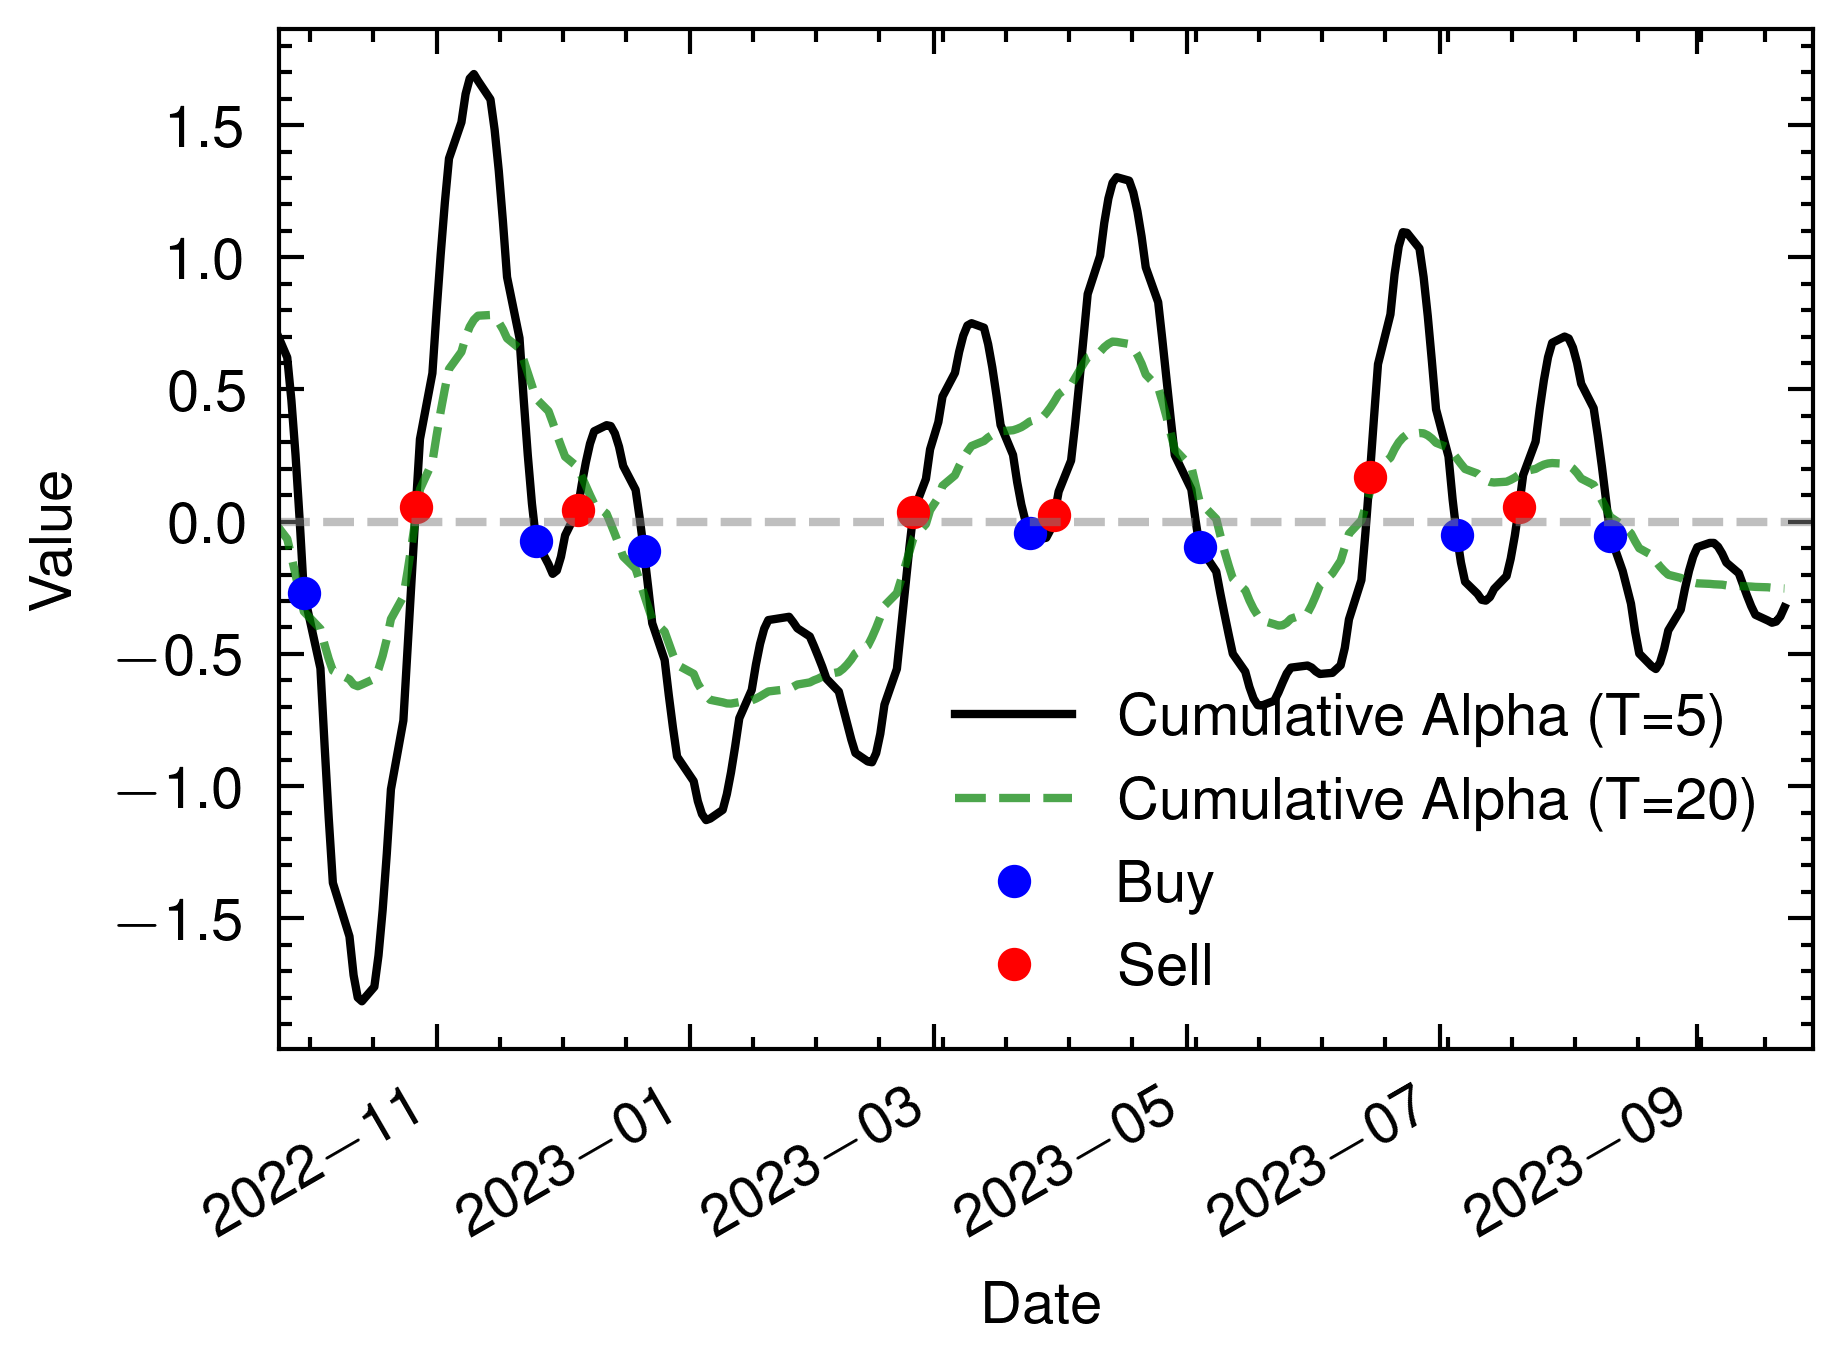 Value
1.5
1.0
0.5
0.0
−0.5
−1.0
−1.5
Cumulative Alpha (T=5)
Cumulative Alpha (T=20)
Buy
Sell
2022−11
2023−01
2023−03
2023−05
2023−07
2023−09
Date